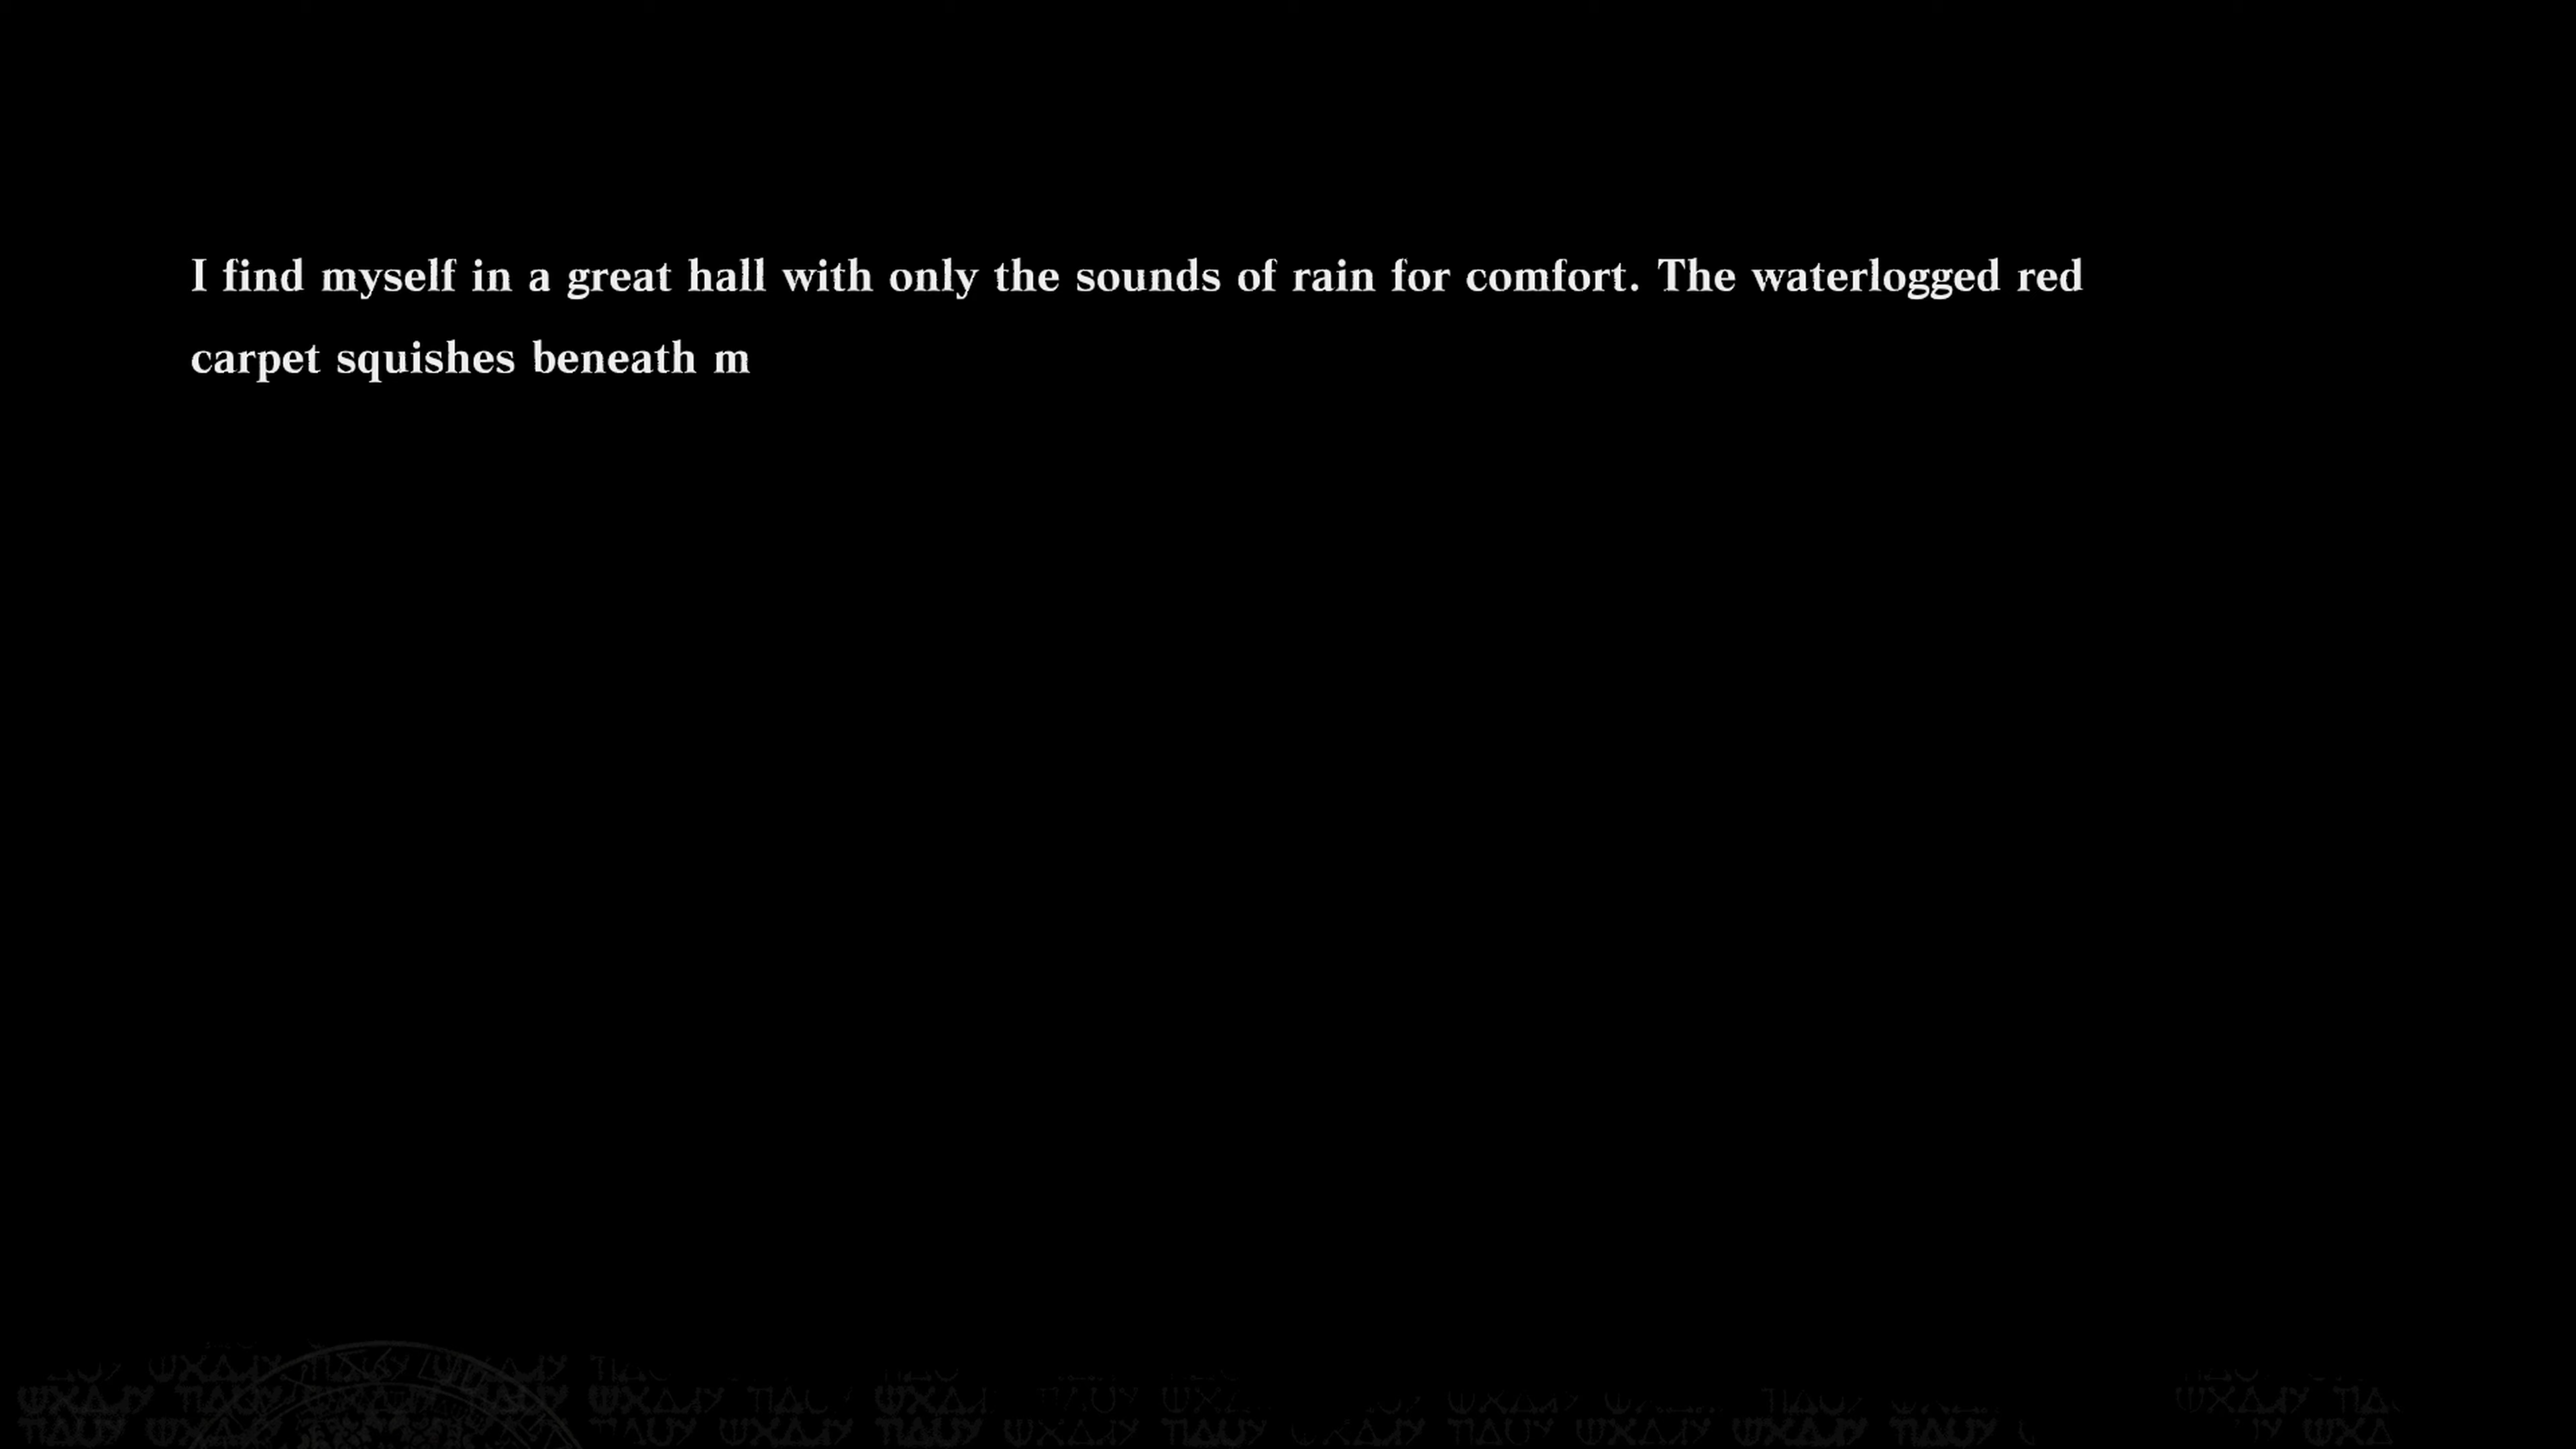 I find myself in a great hall with only the sounds of rain for comfort. The waterlogged red
carpet squishes beneath m